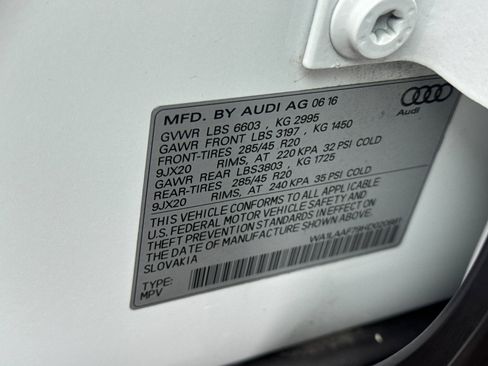 MFD. BY AUDI AG 06 16
GVWR LBS 6603 , KG 2995
GAWR FRONT LBS 3197 , KG 1450
FRONT-TIRES 285/45 R20
9JX20 RIMS, AT 220 KPA 32 PSI COLD
GAWR REAR LBS3803 , KG 1725
REAR-TIRES 285/45 R20
9JX20 RIMS, AT 240 KPA 35 PSI COLD
THIS VEHICLE CONFORMS TO ALL APPLICABLE
U.S. FEDERAL MOTOR VEHICLE SAFETY AND
THEFT PREVENTION STANDARDS IN EFFECT ON
THE DATE OF MANUFACTURE SHOWN ABOVE.
SLOVAKIA
TYPE:
MPV
Audi